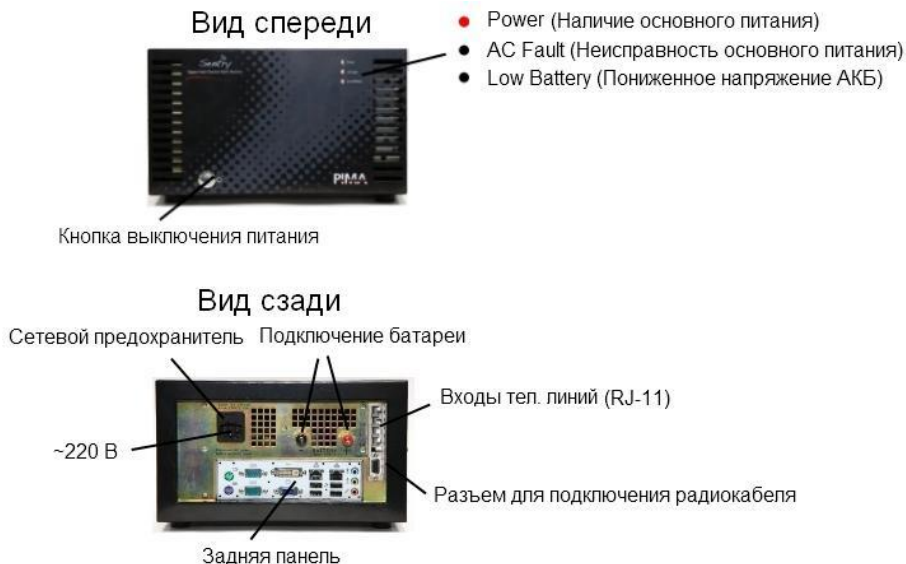 Вид спереди
Power (Наличие основного питания)
AC Fault (Неисправность основного питания)
Low Battery (Пониженное напряжение АКБ)
Sentry
PIMA
Кнопка выключения питания
Вид сзади
Сетевой предохранитель
Подключение батареи
Входы тел. линий (RJ-11)
~220 В
Разъем для подключения радиокабеля
Задняя панель